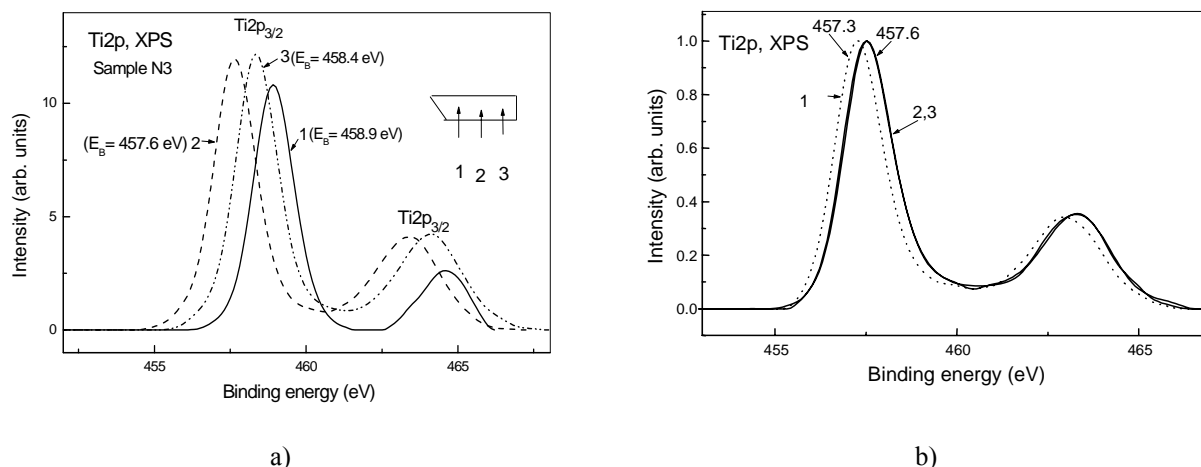 Ti2p, XPS
Sample N3
Ti2p3/2
3(EB= 458.4 eV)
(EB= 457.6 eV) 2
1(EB= 458.9 eV)
1 2 3
Ti2p3/2
10
5
0
455 460 465
Intensity (arb. units)
Binding energy (eV)
a)
Ti2p, XPS
457.3
457.6
1
2,3
1.0
0.8
0.6
0.4
0.2
0.0
455 460 465
Intensity (arb. units)
Binding energy (eV)
b)